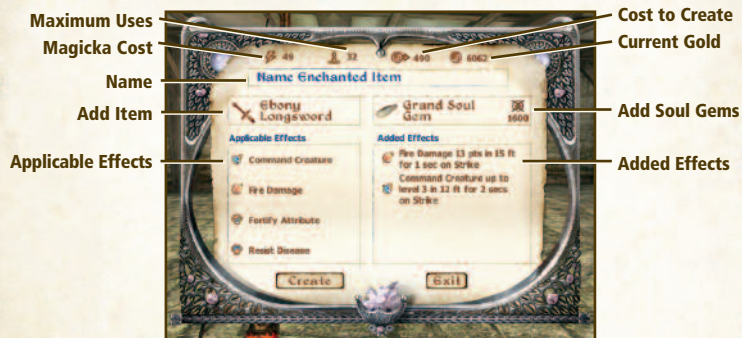 Maximum Uses
Magicka Cost
Name
Add Item
Applicable Effects
Cost to Create
Current Gold
Add Soul Gems
Added Effects
49 32 490 6062
Name Enchanted Item
Ebony
Longsword
Grand Soul
Gem
1600
Applicable Effects
Command Creature
Fire Damage
Fortify Attribute
Resist Disease
Added Effects
Fire Damage 13 pts in 15 ft
for 1 sec on Strike
Command Creature up to
level 3 in 12 ft for 2 secs
on Strike
Create
Exit